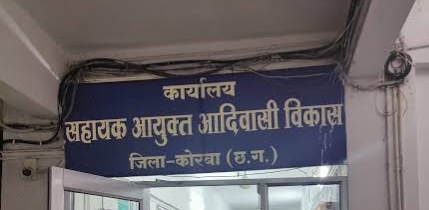 कार्यालय
सहायक आयुक्त आदिवासी विकास
जिला-कोरबा (छ.ग.)